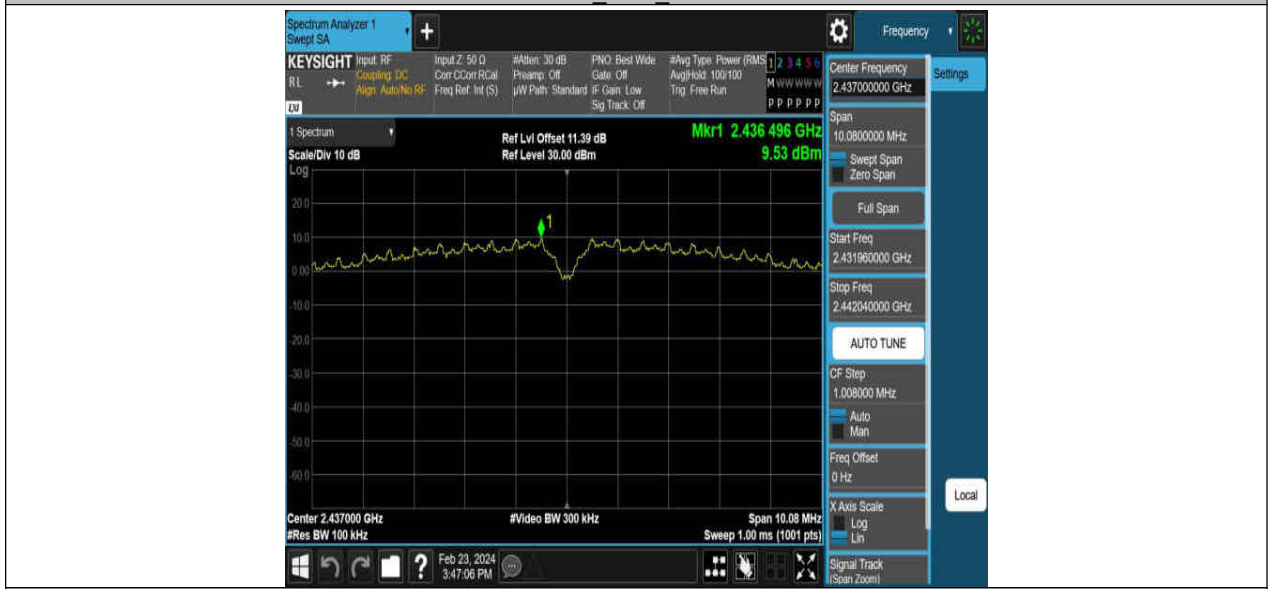 Spectrum Analyzer 1
Swept SA
+
Frequency
KEYSIGHT
RL
LXI
Input: RF
Coupling: DC
Align: Auto/No RF
Input Z: 50 Ω
Corr CCorr RCal
Freq Ref: Int (S)
#Atten: 30 dB
Preamp: Off
µW Path: Standard
PNO: Best Wide
Gate: Off
IF Gain: Low
Sig Track: Off
#Avg Type: Power (RMS
Avg|Hold: 100/100
Trig: Free Run
1 2 3 4 5 6
M W W W W W
P P P P P P
1 Spectrum
Scale/Div 10 dB
Ref Lvl Offset 11.39 dB
Ref Level 30.00 dBm
Mkr1 2.436 496 GHz
9.53 dBm
Log
20.0
10.0
0.00
-10.0
-20.0
-30.0
-40.0
-50.0
-60.0
1
Center 2.437000 GHz
#Res BW 100 kHz
#Video BW 300 kHz
Span 10.08 MHz
Sweep 1.00 ms (1001 pts)
Center Frequency
2.437000000 GHz
Settings
Span
10.0800000 MHz
Swept Span
Zero Span
Full Span
Start Freq
2.431960000 GHz
Stop Freq
2.442040000 GHz
AUTO TUNE
CF Step
1.008000 MHz
Auto
Man
Freq Offset
0 Hz
X Axis Scale
Log
Lin
Signal Track
(Span Zoom)
Local
?
Feb 23, 2024
3:47:06 PM